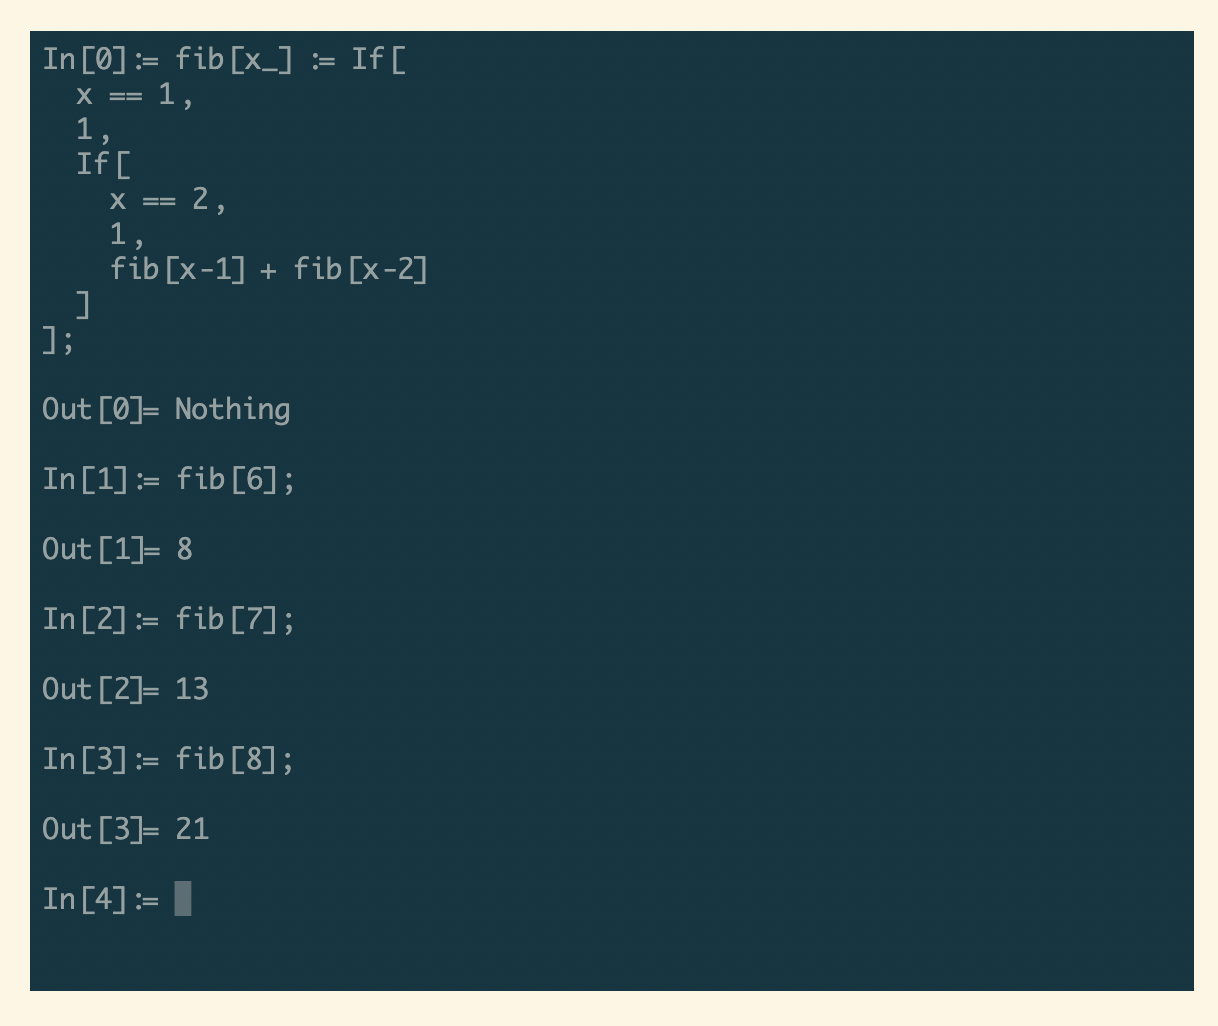 In[0]:= fib[x_] := If[
  x == 1,
  1,
  If[
    x == 2,
    1,
    fib[x-1] + fib[x-2]
  ]
];
Out[0]= Nothing
In[1]:= fib[6];
Out[1]= 8
In[2]:= fib[7];
Out[2]= 13
In[3]:= fib[8];
Out[3]= 21
In[4]:=